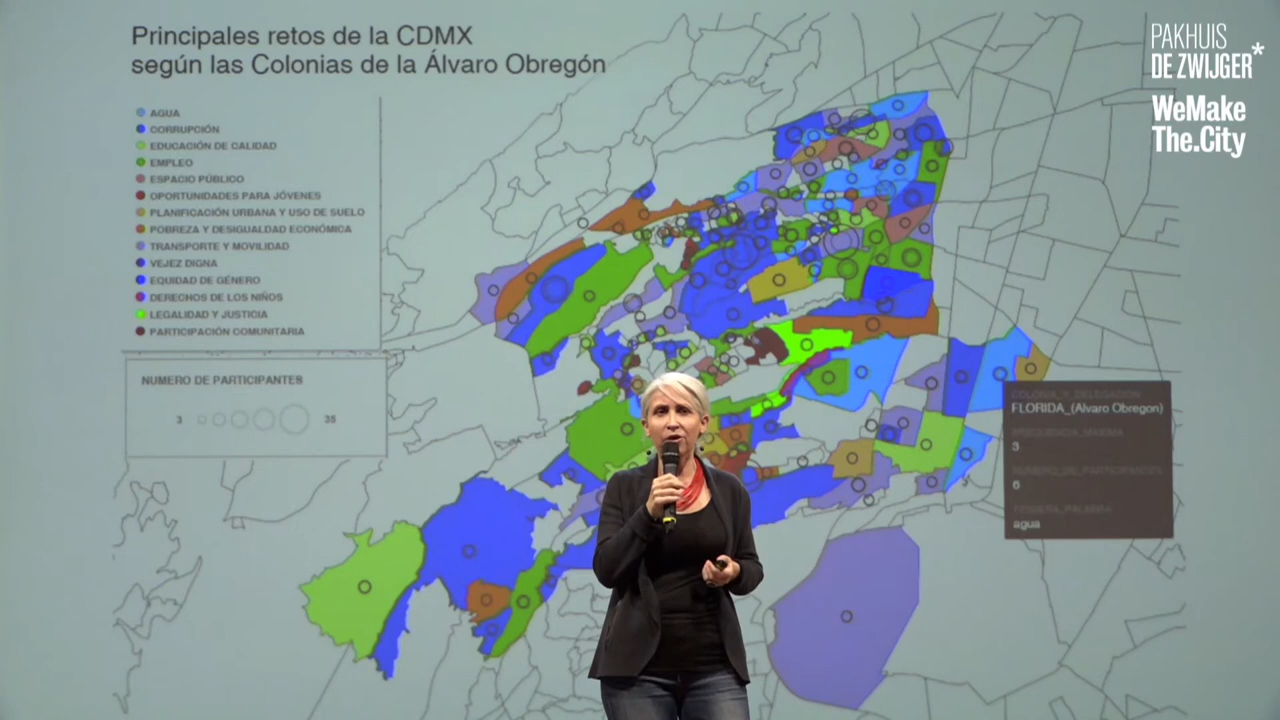 Principales retos de la CDMX
según las Colonias de la Álvaro Obregón
AGUA
CORRUPCIÓN
EDUCACIÓN DE CALIDAD
EMPLEO
ESPACIO PÚBLICO
OPORTUNIDADES PARA JÓVENES
PLANIFICACIÓN URBANA Y USO DE SUELO
POBREZA Y DESIGUALDAD ECONÓMICA
TRANSPORTE Y MOVILIDAD
VEJEZ DIGNA
EQUIDAD DE GÉNERO
DERECHOS DE LOS NIÑOS
LEGALIDAD Y JUSTICIA
PARTICIPACIÓN COMUNITARIA
NUMERO DE PARTICIPANTES
3 35
COLONIA_Y_DELEGACION
FLORIDA_(Alvaro Obregon)
3
NUMERO_DE_PARTICIPANTES
6
PRIMERA_PALABRA
agua
PAKHUIS
DE ZWIJGER*
WeMake
The.City